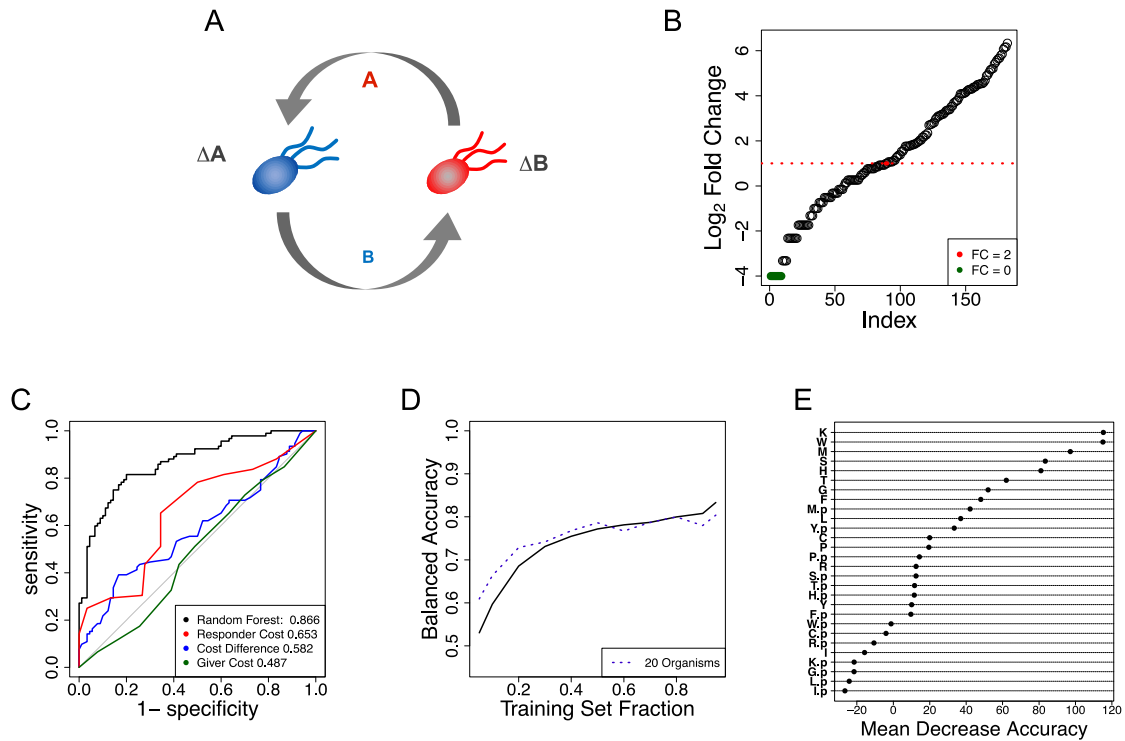 A
A
ΔA
ΔB
B
B
Log2 Fold Change
6
4
2
0
−2
−4
FC = 2
FC = 0
0
50
100
150
Index
C
sensitivity
1.0
0.8
0.6
0.4
0.2
0.0
Random Forest: 0.866
Responder Cost 0.653
Cost Difference 0.582
Giver Cost 0.487
0.0
0.2
0.4
0.6
0.8
1.0
1− specificity
D
Balanced Accuracy
1.0
0.9
0.8
0.7
0.6
0.5
20 Organisms
0.2
0.4
0.6
0.8
Training Set Fraction
E
K
W
M
S
H
T
G
F
M.p
L
Y.p
C
P
P.p
R
S.p
T.p
H.p
Y
F.p
W.p
C.p
R.p
I
K.p
G.p
L.p
I.p
−20
0
20
40
60
80
100
120
Mean Decrease Accuracy